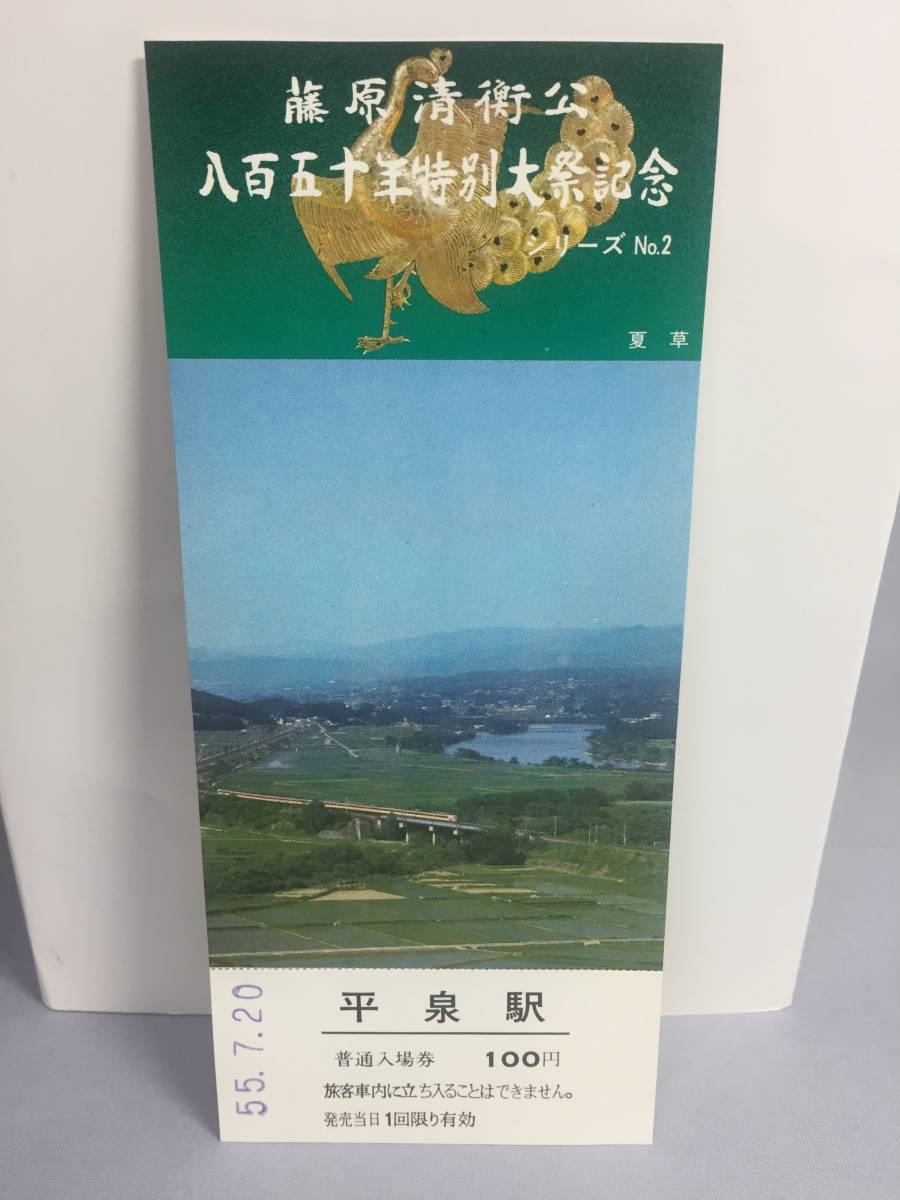 藤原清衡公
八百五十年特別大祭記念
シリーズ No.2
夏草
平泉駅
普通入場券 100円
旅客車内に立ち入ることはできません。
発売当日1回限り有効
55.7.20